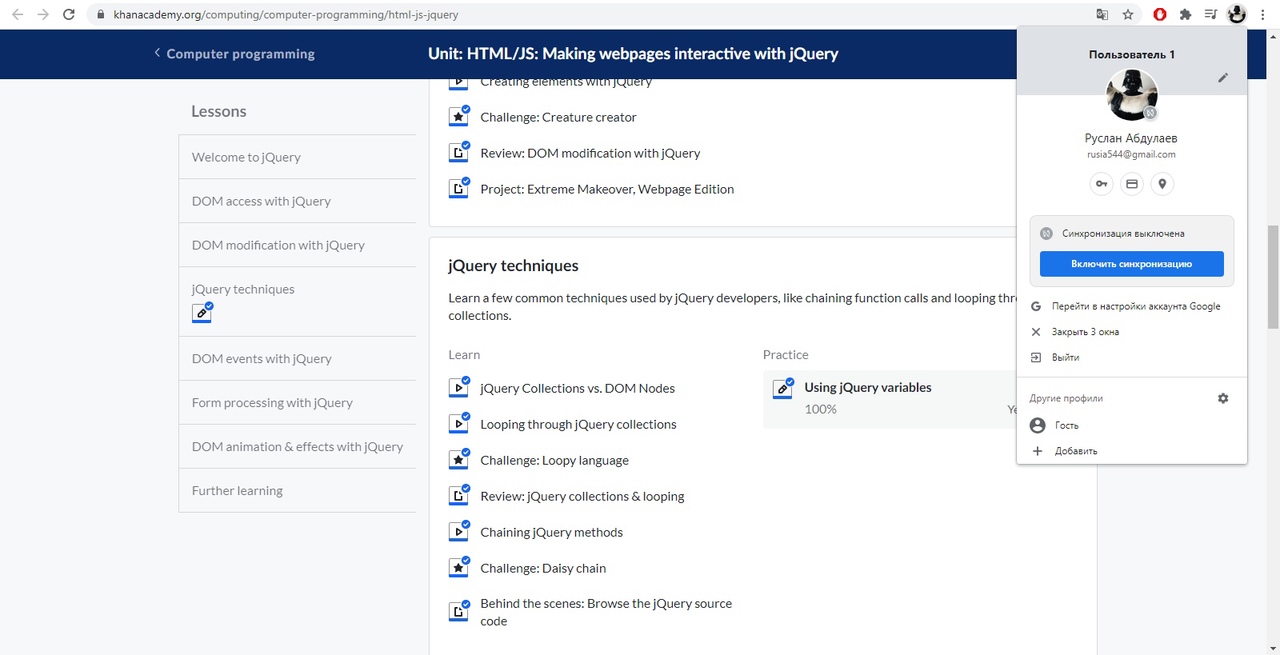 khanacademy.org/computing/computer-programming/html-js-jquery
Computer programming
Unit: HTML/JS: Making webpages interactive with jQuery
Lessons
Welcome to jQuery
DOM access with jQuery
DOM modification with jQuery
jQuery techniques
DOM events with jQuery
Form processing with jQuery
DOM animation & effects with jQuery
Further learning
Creating elements with jQuery
Challenge: Creature creator
Review: DOM modification with jQuery
Project: Extreme Makeover, Webpage Edition
jQuery techniques
Learn a few common techniques used by jQuery developers, like chaining function calls and looping thro
collections.
Learn
jQuery Collections vs. DOM Nodes
Looping through jQuery collections
Challenge: Loopy language
Review: jQuery collections & looping
Chaining jQuery methods
Challenge: Daisy chain
Behind the scenes: Browse the jQuery source
code
Practice
Using jQuery variables
100%
Ye
Пользователь 1
Руслан Абдулаев
rusia544@gmail.com
Синхронизация выключена
Включить синхронизацию
Перейти в настройки аккаунта Google
Закрыть 3 окна
Выйти
Другие профили
Гость
Добавить